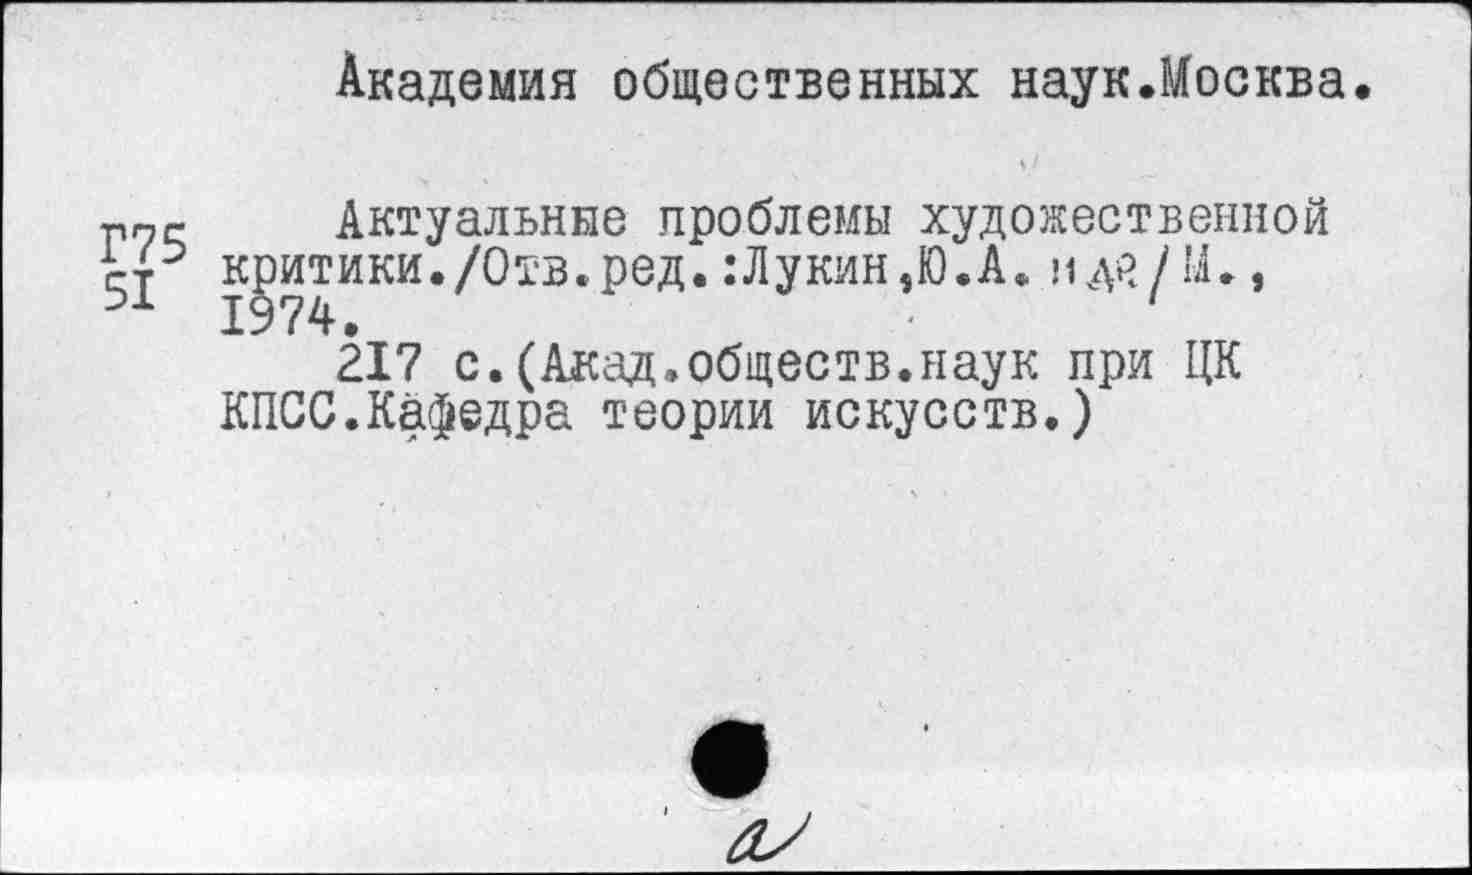 Академия общественных наук.Москва.
Актуальные проблемы художественной
Г75
критики./Отв.ред.:Лукин,Ю.А. и др/М.,
51
1974.
217 с.(Акад.обществ.наук при ЦК
КПСС.Кафедра теории искусств.)